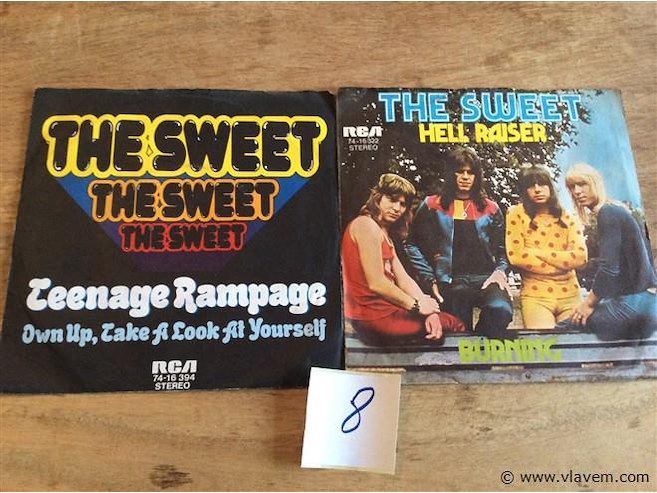 THE SWEET
THE SWEET
THE SWEET
Teenage Rampage
Own Up, Take A Look At Yourself
RCA
74-16 394
STEREO
THE SWEET
HELL RAISER
RCA
74-16 322
STEREO
BURNING
8
© www.vlavem.com